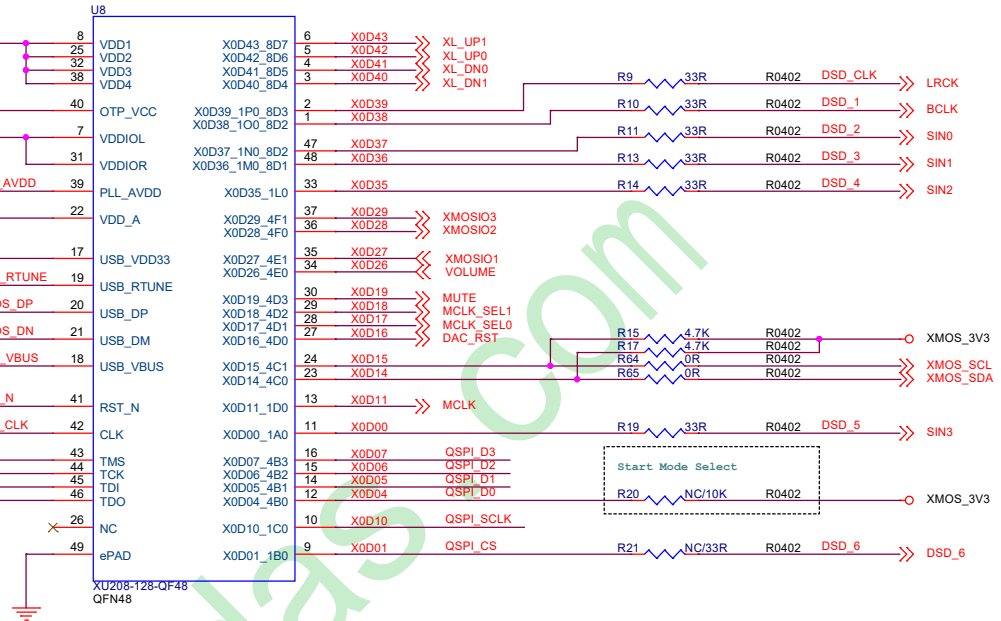 U8
8 VDD1 X0D43_8D7 6 X0D43 XL_UP1
25 VDD2 X0D42_8D6 5 X0D42 XL_UP0
32 VDD3 X0D41_8D5 4 X0D41 XL_DN0
38 VDD4 X0D40_8D4 3 X0D40 XL_DN1
R9 33R R0402 DSD_CLK LRCK
40 OTP_VCC X0D39_1P0_8D3 2 X0D39
R10 33R R0402 DSD_1 BCLK
X0D38_1O0_8D2 1 X0D38
7 VDDIOL
R11 33R R0402 DSD_2 SIN0
X0D37_1N0_8D2 47 X0D37
31 VDDIOR X0D36_1M0_8D1 48 X0D36 R13 33R R0402 DSD_3 SIN1
_AVDD 39 PLL_AVDD X0D35_1L0 33 X0D35 R14 33R R0402 DSD_4 SIN2
22 VDD_A X0D29_4F1 37 X0D29 XMOSIO3
X0D28_4F0 36 X0D28 XMOSIO2
17 USB_VDD33 X0D27_4E1 35 X0D27 XMOSIO1
X0D26_4E0 34 X0D26 VOLUME
_RTUNE 19 USB_RTUNE
X0D19_4D3 30 X0D19 MUTE
S_DP 20 USB_DP X0D18_4D2 29 X0D18 MCLK_SEL1
X0D17_4D1 28 X0D17 MCLK_SEL0
S_DN 21 USB_DM X0D16_4D0 27 X0D16 DAC_RST
R15 4.7K R0402 XMOS_3V3
R17 4.7K R0402
_VBUS 18 USB_VBUS X0D15_4C1 24 X0D15 R64 0R R0402 XMOS_SCL
X0D14_4C0 23 X0D14 R65 0R R0402 XMOS_SDA
_N 41 RST_N X0D11_1D0 13 X0D11 MCLK
_CLK 42 CLK X0D00_1A0 11 X0D00 R19 33R R0402 DSD_5 SIN3
43 TMS X0D07_4B3 16 X0D07 QSPI_D3
44 TCK X0D06_4B2 15 X0D06 QSPI_D2
Start Mode Select
45 TDI X0D05_4B1 14 X0D05 QSPI_D1
46 TDO X0D04_4B0 12 X0D04 QSPI_D0 R20 NC/10K R0402 XMOS_3V3
26 NC X0D10_1C0 10 X0D10 QSPI_SCLK
49 ePAD X0D01_1B0 9 X0D01 QSPI_CS R21 NC/33R R0402 DSD_6 DSD_6
XU208-128-QF48
QFN48
das.com